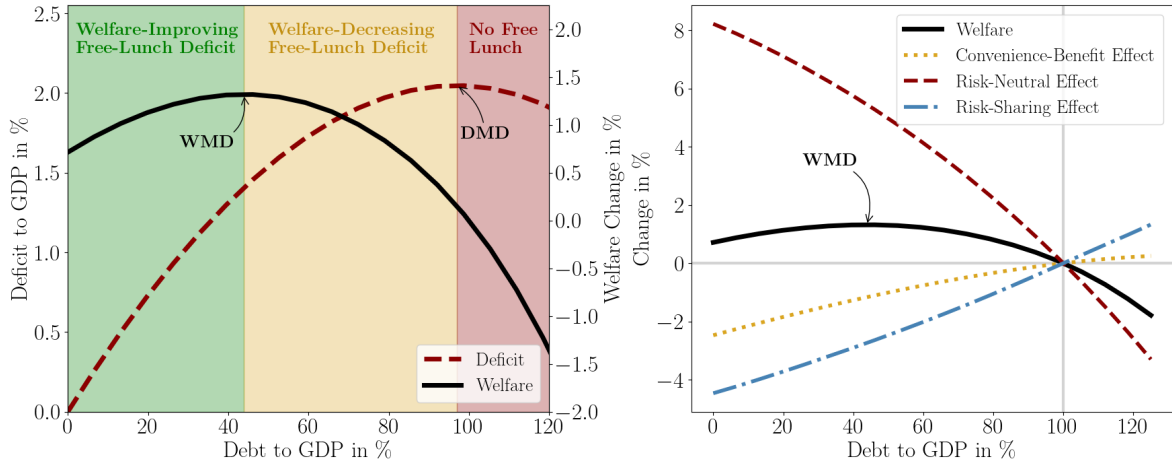 Welfare-Improving
Free-Lunch Deficit
Welfare-Decreasing
Free-Lunch Deficit
No Free
Lunch
WMD
DMD
Deficit
Welfare
2.5
2.0
1.5
1.0
0.5
0.0
Deficit to GDP in %
2.0
1.5
1.0
0.5
0.0
−0.5
−1.0
−1.5
−2.0
Welfare Change in %
0
20
40
60
80
100
120
Debt to GDP in %
Welfare
Convenience-Benefit Effect
Risk-Neutral Effect
Risk-Sharing Effect
WMD
8
6
4
2
0
−2
−4
Change in %
0
20
40
60
80
100
120
Debt to GDP in %